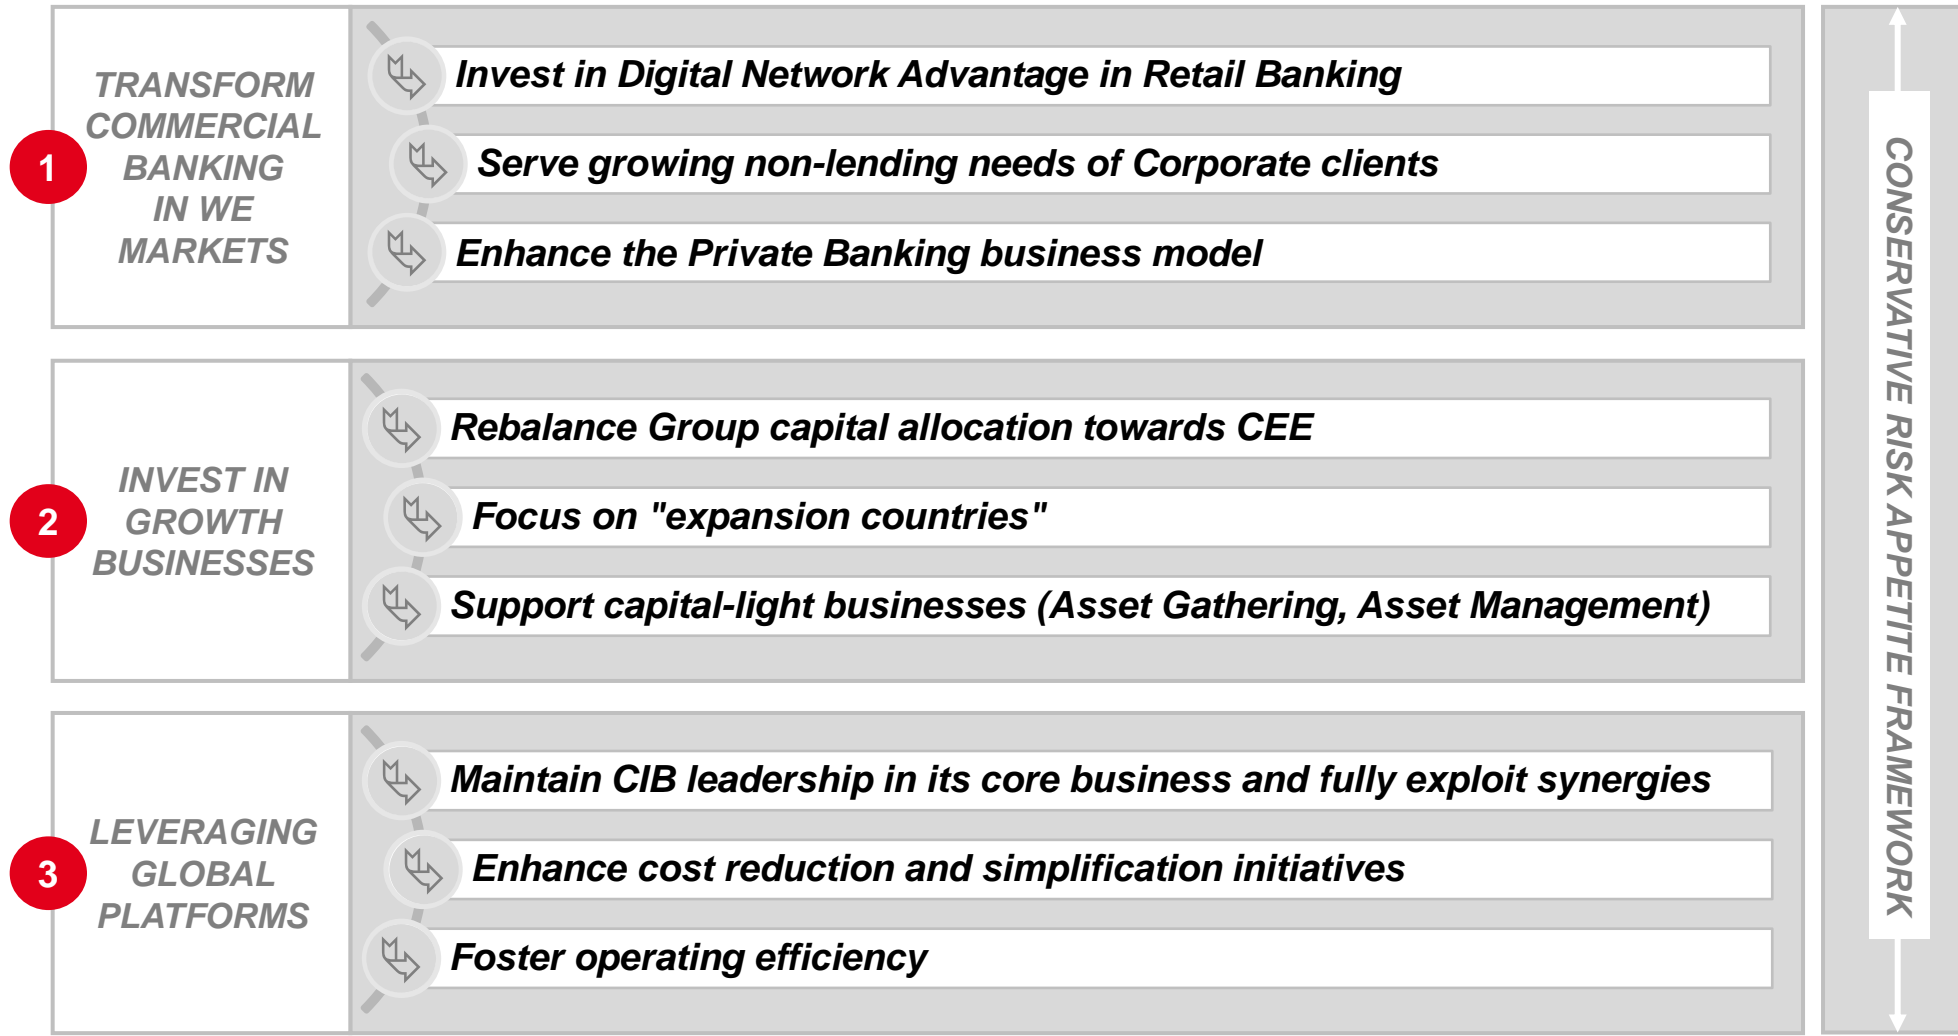 1
TRANSFORM
COMMERCIAL
BANKING
IN WE
MARKETS
Invest in Digital Network Advantage in Retail Banking
Serve growing non-lending needs of Corporate clients
Enhance the Private Banking business model
2
INVEST IN
GROWTH
BUSINESSES
Rebalance Group capital allocation towards CEE
Focus on "expansion countries"
Support capital-light businesses (Asset Gathering, Asset Management)
3
LEVERAGING
GLOBAL
PLATFORMS
Maintain CIB leadership in its core business and fully exploit synergies
Enhance cost reduction and simplification initiatives
Foster operating efficiency
CONSERVATIVE RISK APPETITE FRAMEWORK